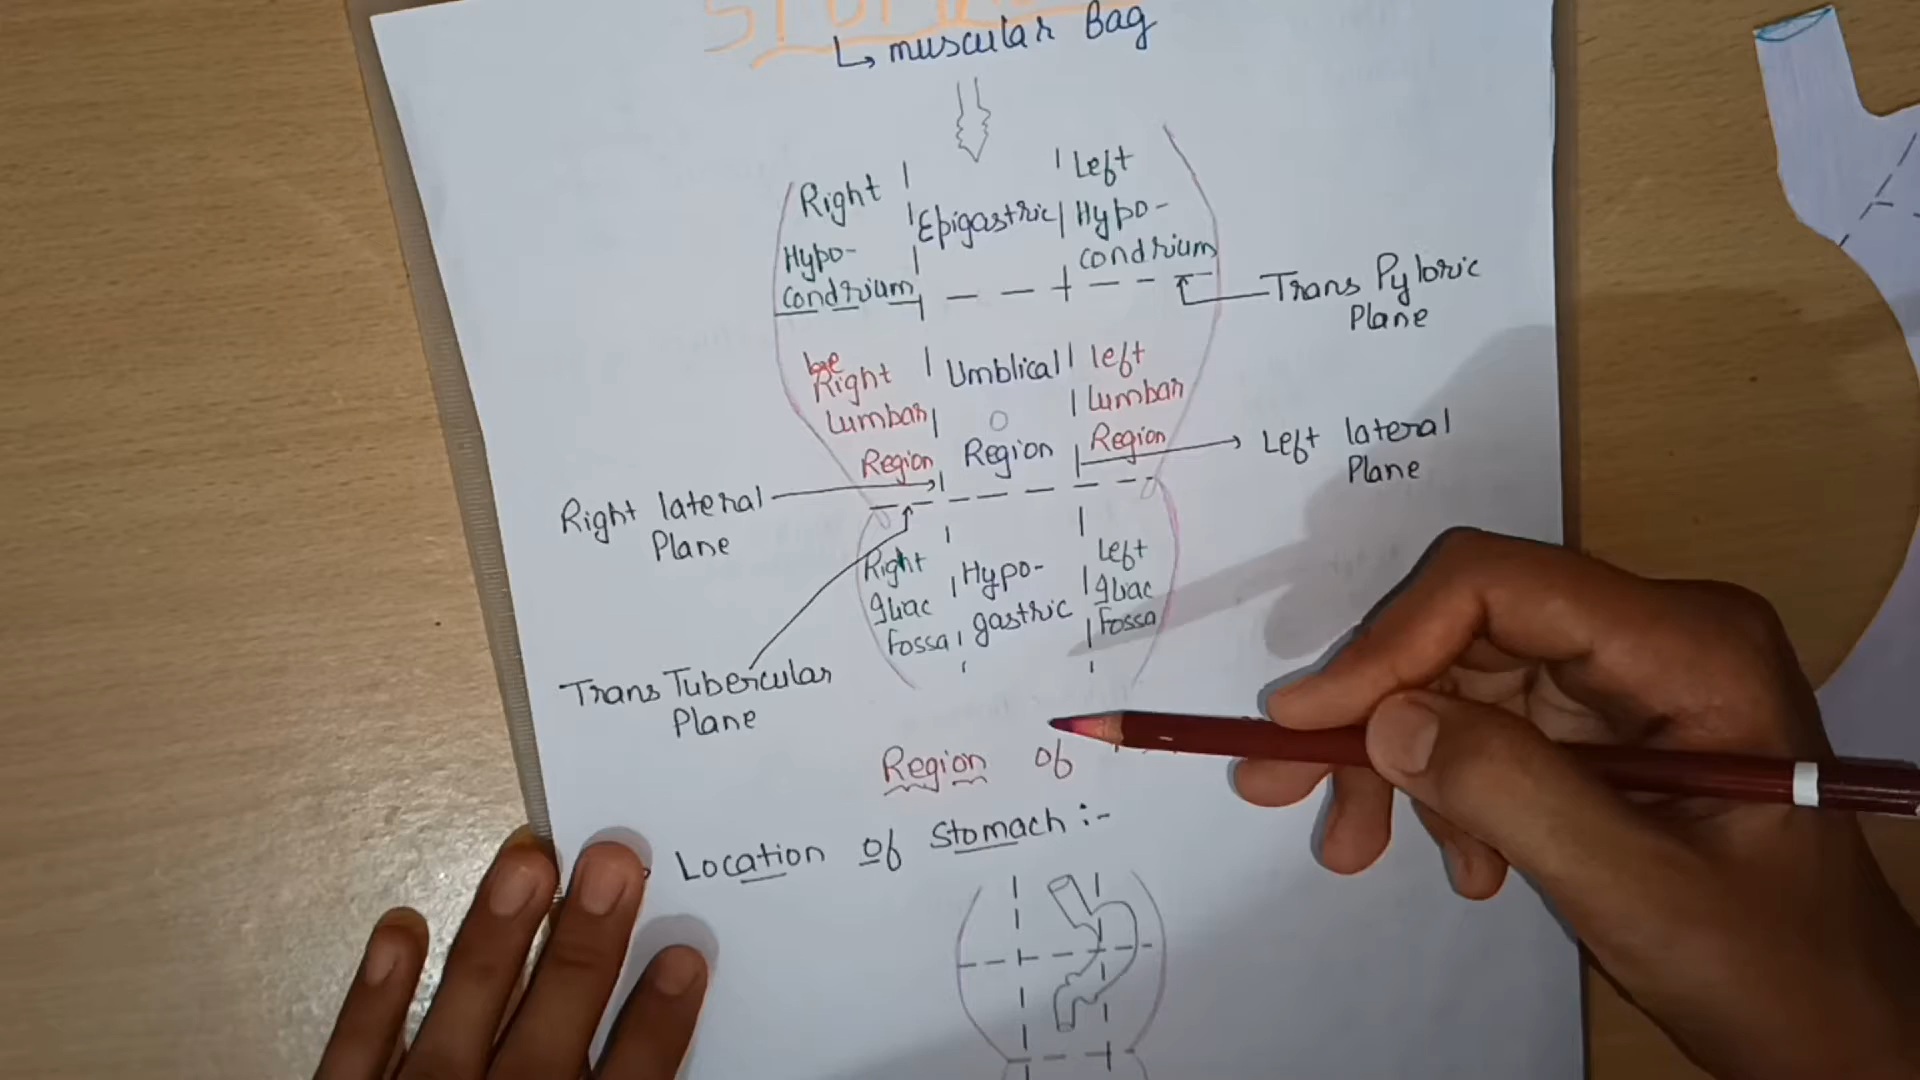 ↳ muscular Bag
Right
Hypo-
condrium
Epigastric
Left
Hypo-
condrium
Trans Pyloric
Plane
Right
Lumbar
Region
Umblical
Region
left
Lumbar
Region
Left lateral
Plane
Right lateral
Plane
Right
Iliac
Fossa
Hypo-
gastric
Left
Iliac
Fossa
Trans Tubercular
Plane
Region of
Location of Stomach :-